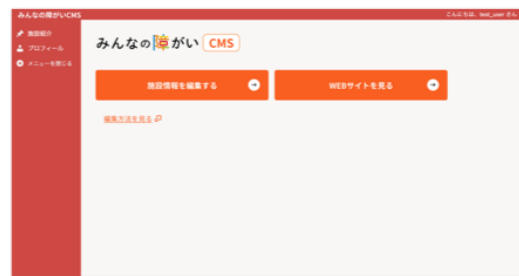 みんなの障がいCMS
こんにちは、test_user さん
施設紹介
プロフィール
メニューを閉じる
みんなの障がい CMS
施設情報を編集する
WEBサイトを見る
編集方法を見る